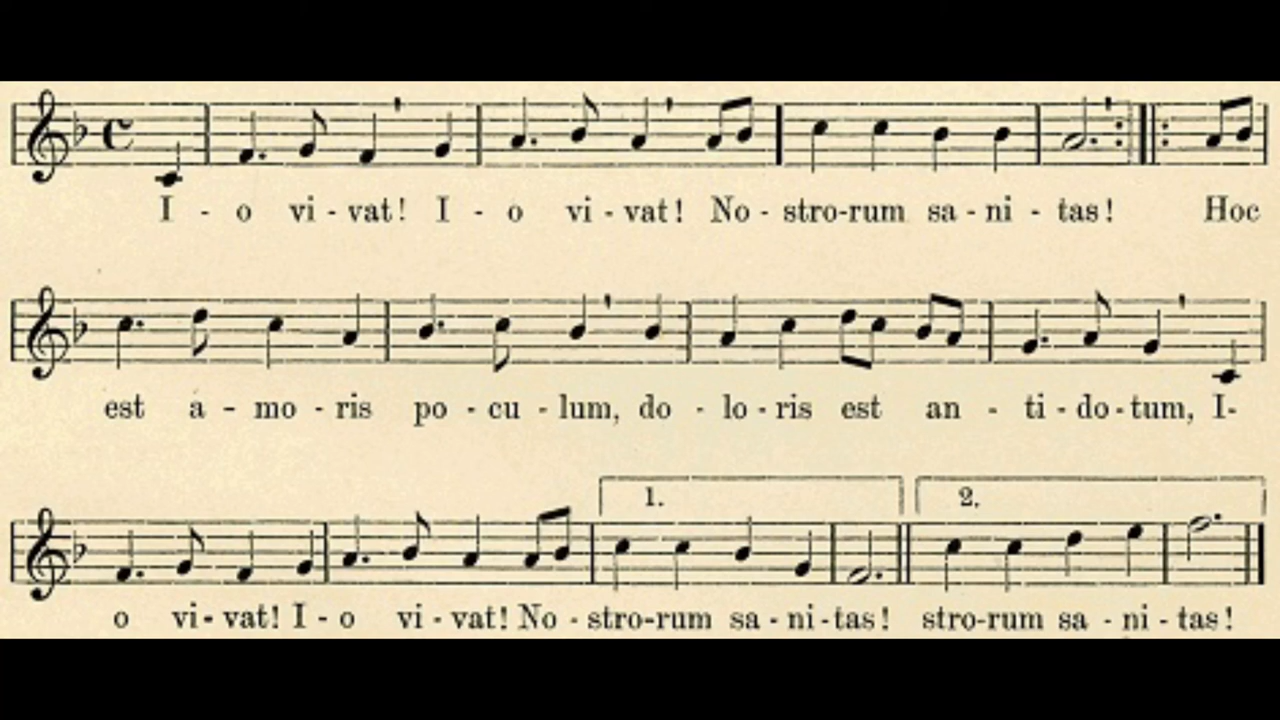 I - o vi - vat! I - o vi - vat! No - stro-rum sa - ni - tas! Hoc
est a - mo - ris po - cu - lum, do - lo - ris est an - ti - do - tum, I-
1. 2.
o vi - vat! I - o vi - vat! No - stro-rum sa - ni - tas! stro-rum sa - ni - tas!